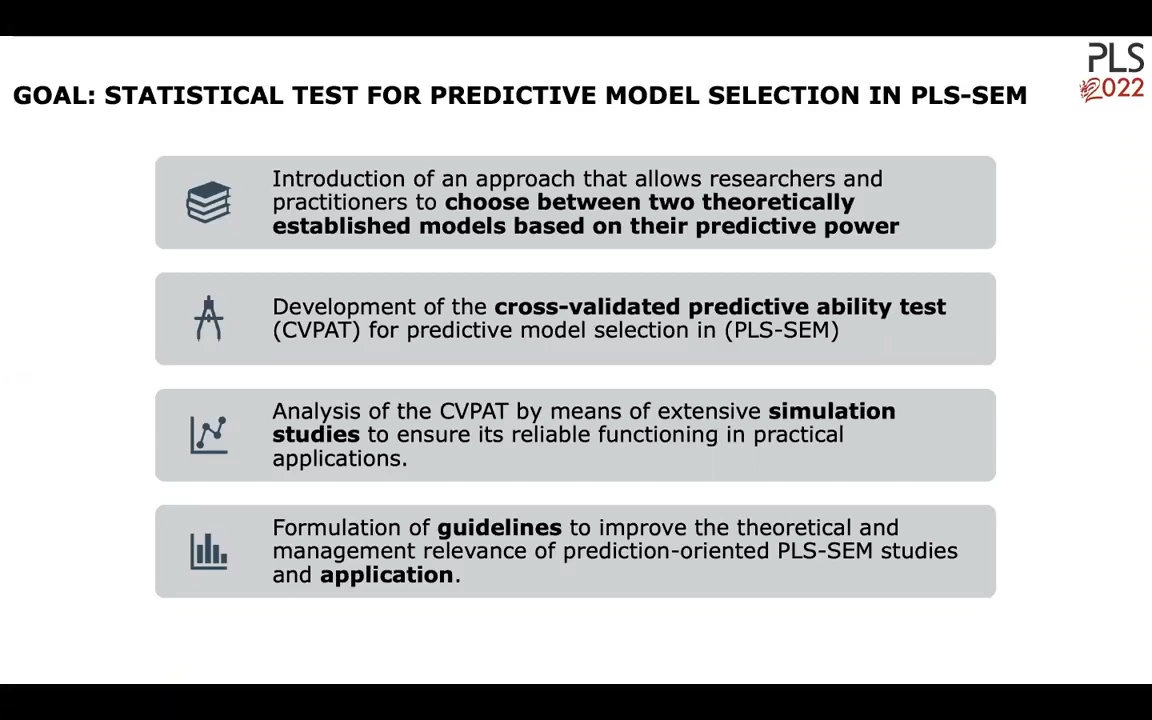 PLS
2022
GOAL: STATISTICAL TEST FOR PREDICTIVE MODEL SELECTION IN PLS-SEM
Introduction of an approach that allows researchers and
practitioners to choose between two theoretically
established models based on their predictive power
Development of the cross-validated predictive ability test
(CVPAT) for predictive model selection in (PLS-SEM)
Analysis of the CVPAT by means of extensive simulation
studies to ensure its reliable functioning in practical
applications.
Formulation of guidelines to improve the theoretical and
management relevance of prediction-oriented PLS-SEM studies
and application.